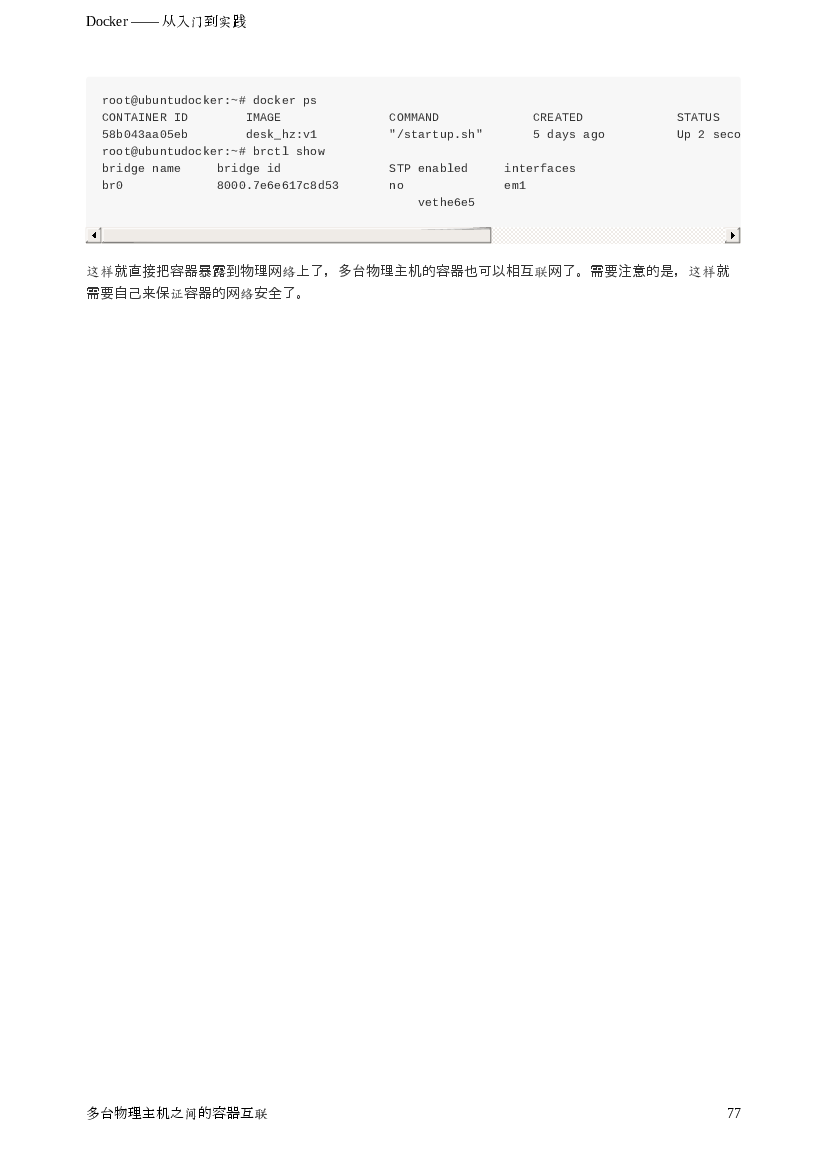 Docker —— 从入门到实践
root@ubuntudocker:~# docker ps
CONTAINER ID        IMAGE               COMMAND             CREATED             STATUS
58b043aa05eb        desk_hz:v1          "/startup.sh"       5 days ago          Up 2 seco
root@ubuntudocker:~# brctl show
bridge name     bridge id               STP enabled     interfaces
br0             8000.7e6e617c8d53       no              em1
                                            vethe6e5
这样就直接把容器暴露到物理网络上了，多台物理主机的容器也可以相互联网了。需要注意的是，这样就
需要自己来保证容器的网络安全了。
多台物理主机之间的容器互联 77